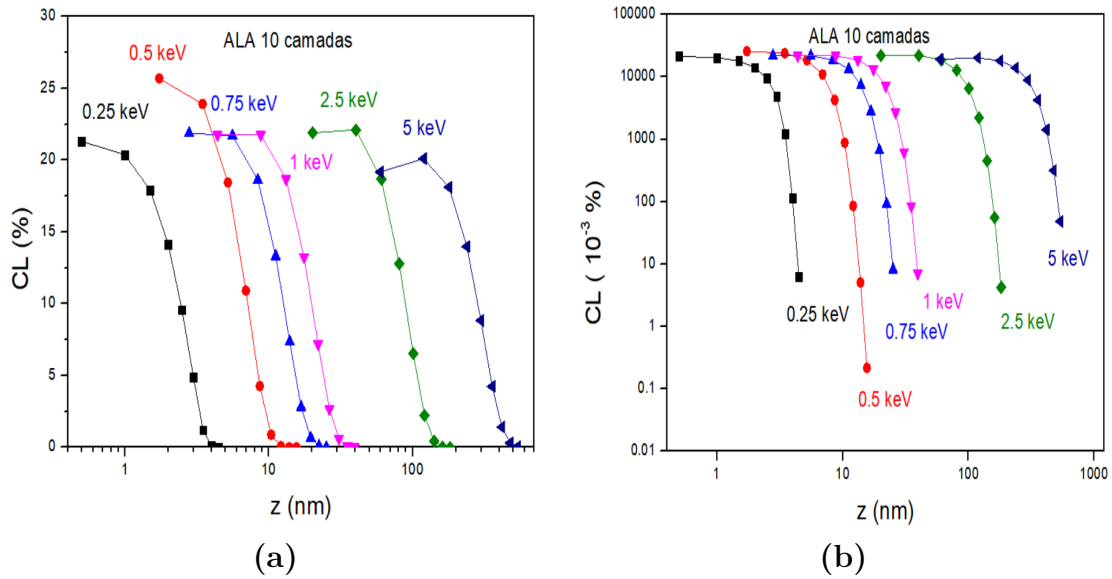 ALA 10 camadas
30
25
20
15
10
5
0
CL (%)
0.5 keV
0.25 keV
0.75 keV
1 keV
2.5 keV
5 keV
1
10
100
z (nm)
(a)
ALA 10 camadas
100000
10000
1000
100
10
1
0.1
0.01
CL ( 10⁻³ %)
0.25 keV
0.5 keV
0.75 keV
1 keV
2.5 keV
5 keV
1
10
100
1000
z (nm)
(b)